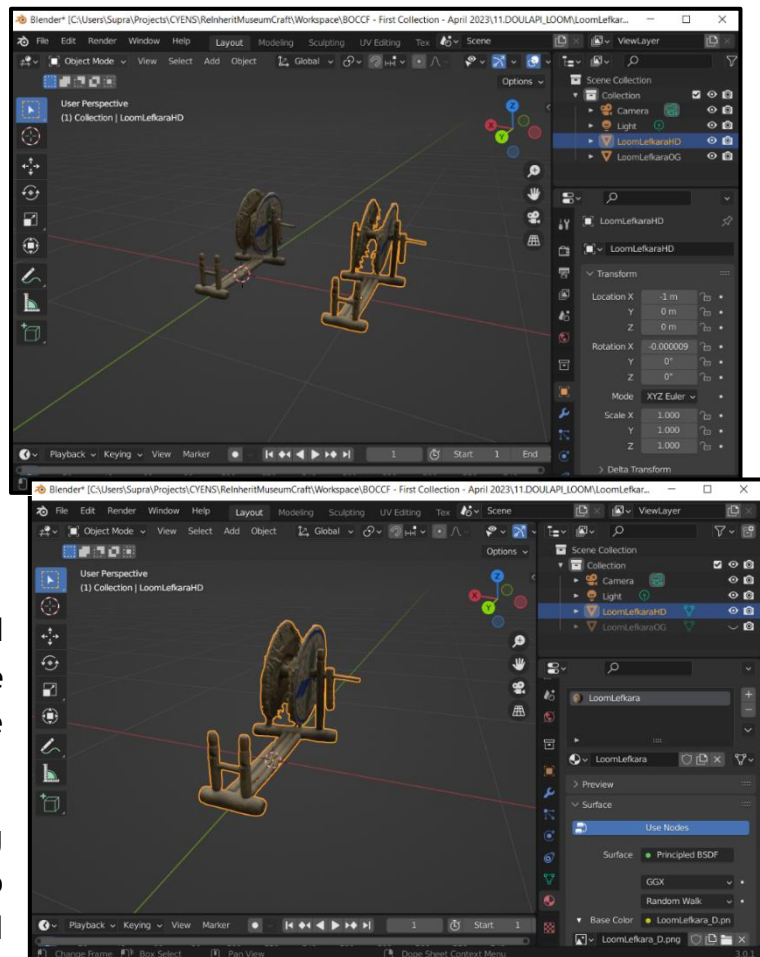 Blender* [C:\Users\Supra\Projects\CYENS\ReInheritMuseumCraft\Workspace\BOCCF - First Collection - April 2023\11.DOULAPI_LOOM\LoomLefkar...
File Edit Render Window Help Layout Modeling Sculpting UV Editing Tex Scene ViewLayer
Object Mode View Select Add Object Global
Options
User Perspective
(1) Collection | LoomLefkaraHD
Z
Y
Scene Collection
Collection
Camera
Light
LoomLefkaraHD
LoomLefkaraOG
LoomLefkaraHD
LoomLefkaraHD
Transform
Location X -1 m
Y 0 m
Z 0 m
Rotation X -0.000009
Y 0°
Z 0°
Mode XYZ Euler
Scale X 1.000
Y 1.000
Z 1.000
Delta Transform
Playback Keying View Marker 1 Start 1 End
Blender* [C:\Users\Supra\Projects\CYENS\ReInheritMuseumCraft\Workspace\BOCCF - First Collection - April 2023\11.DOULAPI_LOOM\LoomLefkar...
File Edit Render Window Help Layout Modeling Sculpting UV Editing Tex Scene ViewLayer
Object Mode View Select Add Object Global
Options
User Perspective
(1) Collection | LoomLefkaraHD
Z
X
Y
Scene Collection
Collection
Camera
Light
LoomLefkaraHD
LoomLefkaraOG
LoomLefkara
LoomLefkara
Preview
Surface
Use Nodes
Surface Principled BSDF
GGX
Random Walk
Base Color LoomLefkara_D.pn
LoomLefkara_D.png
Playback Keying View Marker 1 Start 1
Change Frame Box Select Pan View Dope Sheet Context Menu 3.0.1